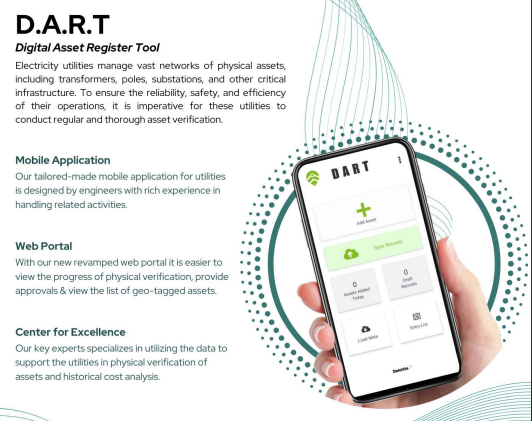 D.A.R.T
Digital Asset Register Tool
Electricity utilities manage vast networks of physical assets,
including transformers, poles, substations, and other critical
infrastructure. To ensure the reliability, safety, and efficiency
of their operations, it is imperative for these utilities to
conduct regular and thorough asset verification.
Mobile Application
Our tailored-made mobile application for utilities
is designed by engineers with rich experience in
handling related activities.
Web Portal
With our new revamped web portal it is easier to
view the progress of physical verification, provide
approvals & view the list of geo-tagged assets.
Center for Excellence
Our key experts specializes in utilizing the data to
support the utilities in physical verification of
assets and historical cost analysis.
DART
Add Asset
Sync Records
0
Assets Added
Today
0
Draft
Records
Load Meta
Entry List
Deloitte.